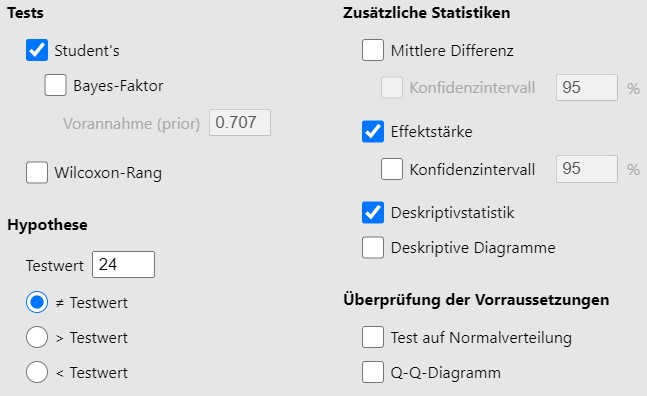 Tests
Student's
Bayes-Faktor
Vorannahme (prior) 0.707
Wilcoxon-Rang
Hypothese
Testwert 24
≠ Testwert
> Testwert
< Testwert
Zusätzliche Statistiken
Mittlere Differenz
Konfidenzintervall 95 %
Effektstärke
Konfidenzintervall 95 %
Deskriptivstatistik
Deskriptive Diagramme
Überprüfung der Vorraussetzungen
Test auf Normalverteilung
Q-Q-Diagramm